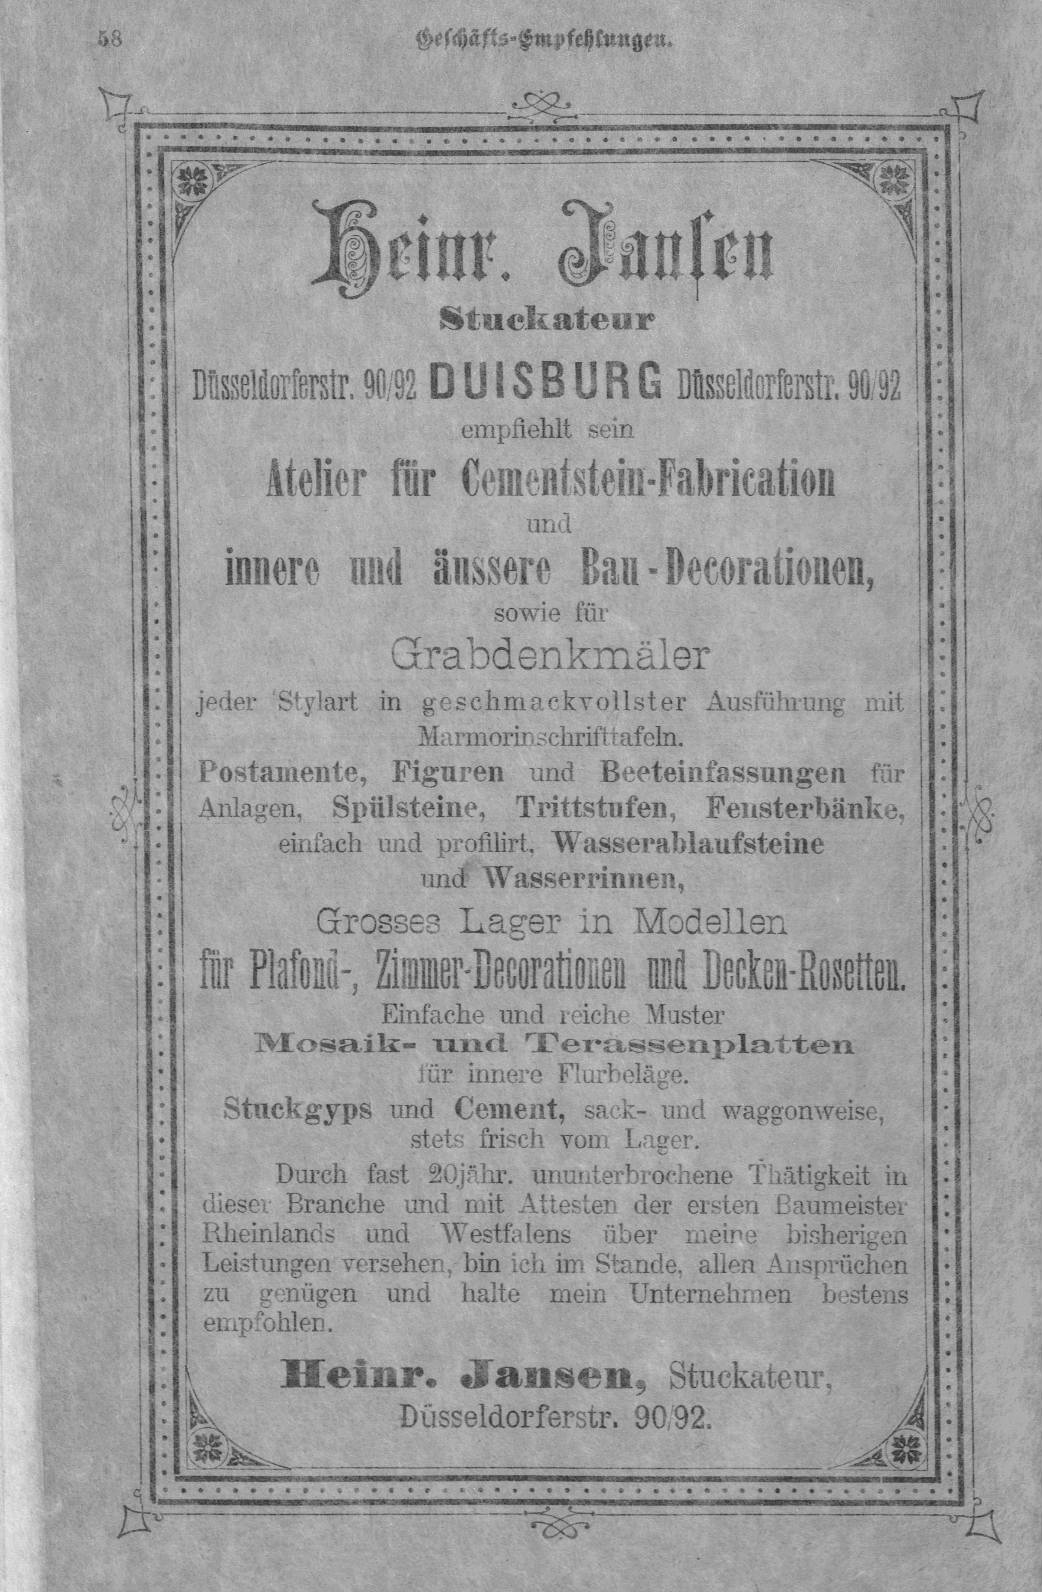 58
Geschäfts-Empfehlungen.
Heinr. Jansen
Stuckateur
Düsseldorferstr. 90/92 DUISBURG Düsseldorferstr. 90/92
empfiehlt sein
Atelier für Cementstein-Fabrication
und
innere und äussere Bau-Decorationen,
sowie für
Grabdenkmäler
jeder Stylart in geschmackvollster Ausführung mit
Marmorinschrifttafeln.
Postamente, Figuren und Beeteinfassungen für
Anlagen, Spülsteine, Trittstufen, Fensterbänke,
einfach und profilirt, Wasserablaufsteine
und Wasserrinnen,
Grosses Lager in Modellen
für Plafond-, Zimmer-Decorationen und Decken-Rosetten.
Einfache und reiche Muster
Mosaik- und Terassenplatten
für innere Flurbeläge.
Stuckgyps und Cement, sack- und waggonweise,
stets frisch vom Lager.
Durch fast 20jähr. ununterbrochene Thätigkeit in
dieser Branche und mit Attesten der ersten Baumeister
Rheinlands und Westfalens über meine bisherigen
Leistungen versehen, bin ich im Stande, allen Ansprüchen
zu genügen und halte mein Unternehmen bestens
empfohlen.
Heinr. Jansen, Stuckateur,
Düsseldorferstr. 90/92.